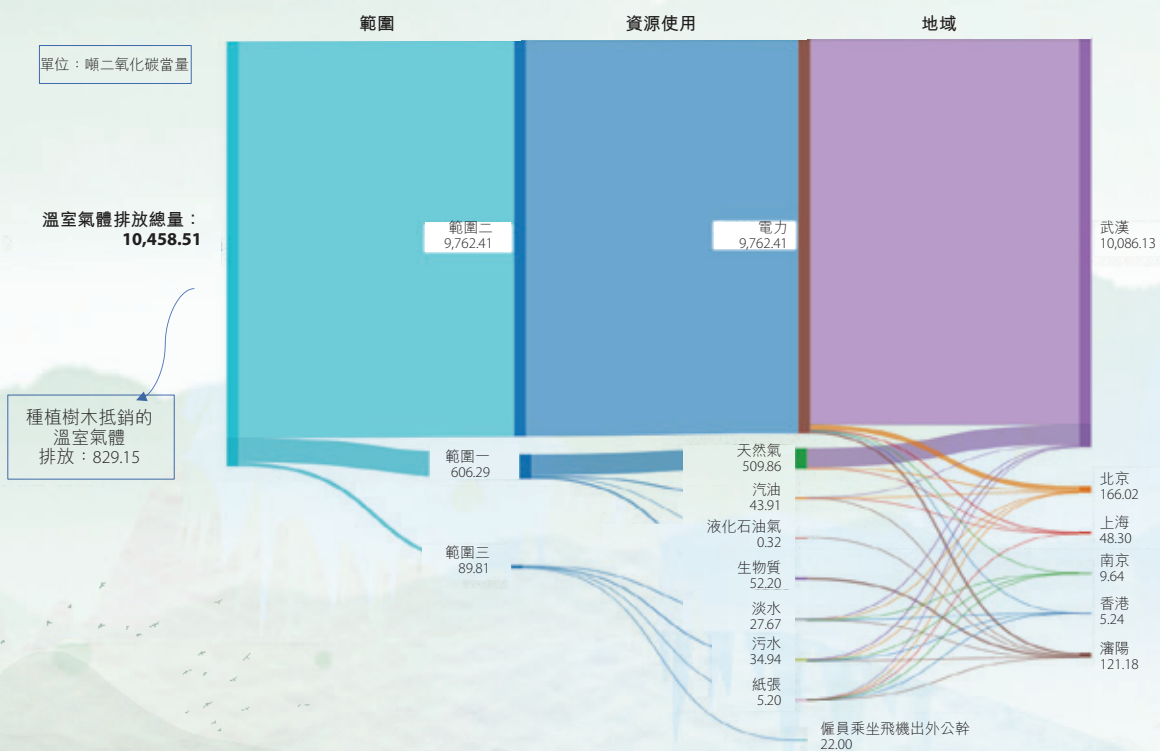 範圍
資源使用
地域
單位：噸二氧化碳當量
溫室氣體排放總量：
10,458.51
種植樹木抵銷的
溫室氣體
排放：829.15
範圍二
9,762.41
範圍一
606.29
範圍三
89.81
電力
9,762.41
天然氣
509.86
汽油
43.91
液化石油氣
0.32
生物質
52.20
淡水
27.67
污水
34.94
紙張
5.20
僱員乘坐飛機出外公幹
22.00
武漢
10,086.13
北京
166.02
上海
48.30
南京
9.64
香港
5.24
瀋陽
121.18